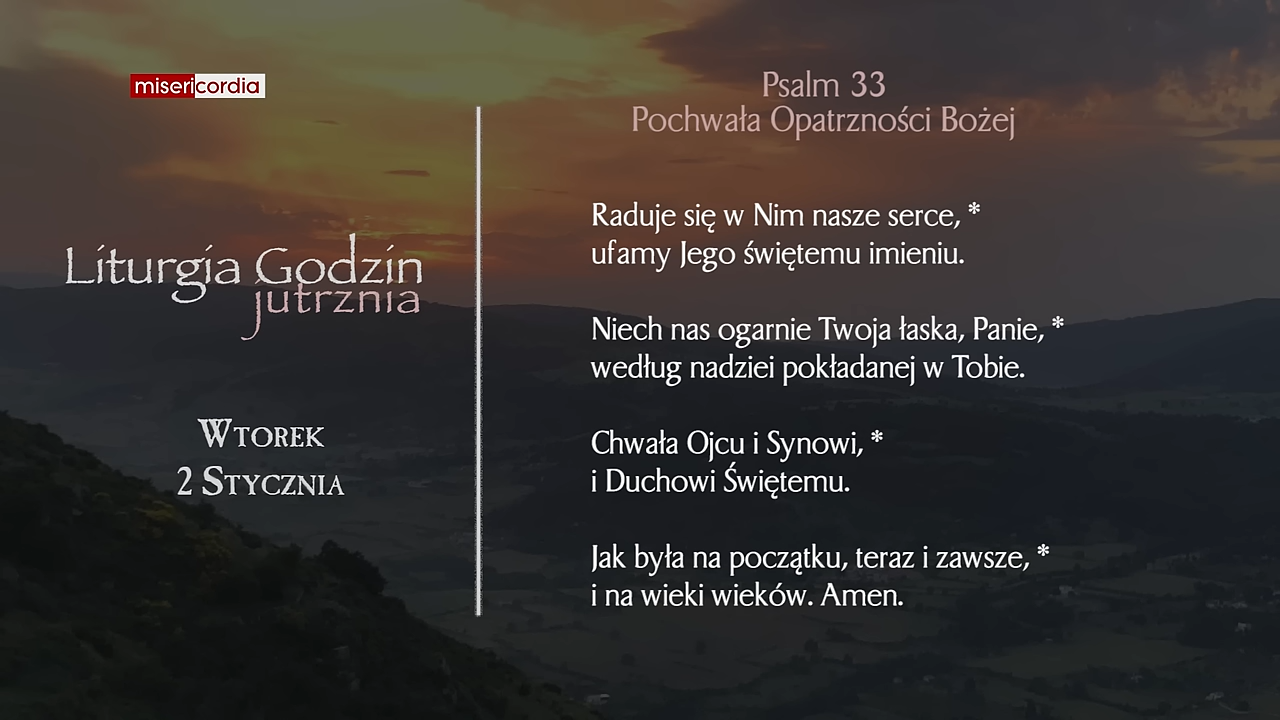 misericordia
Liturgia Godzin
jutrznia
Wtorek
2 Stycznia
Psalm 33
Pochwała Opatrzności Bożej
Raduje się w Nim nasze serce, *
ufamy Jego świętemu imieniu.
Niech nas ogarnie Twoja łaska, Panie, *
według nadziei pokładanej w Tobie.
Chwała Ojcu i Synowi, *
i Duchowi Świętemu.
Jak była na początku, teraz i zawsze, *
i na wieki wieków. Amen.